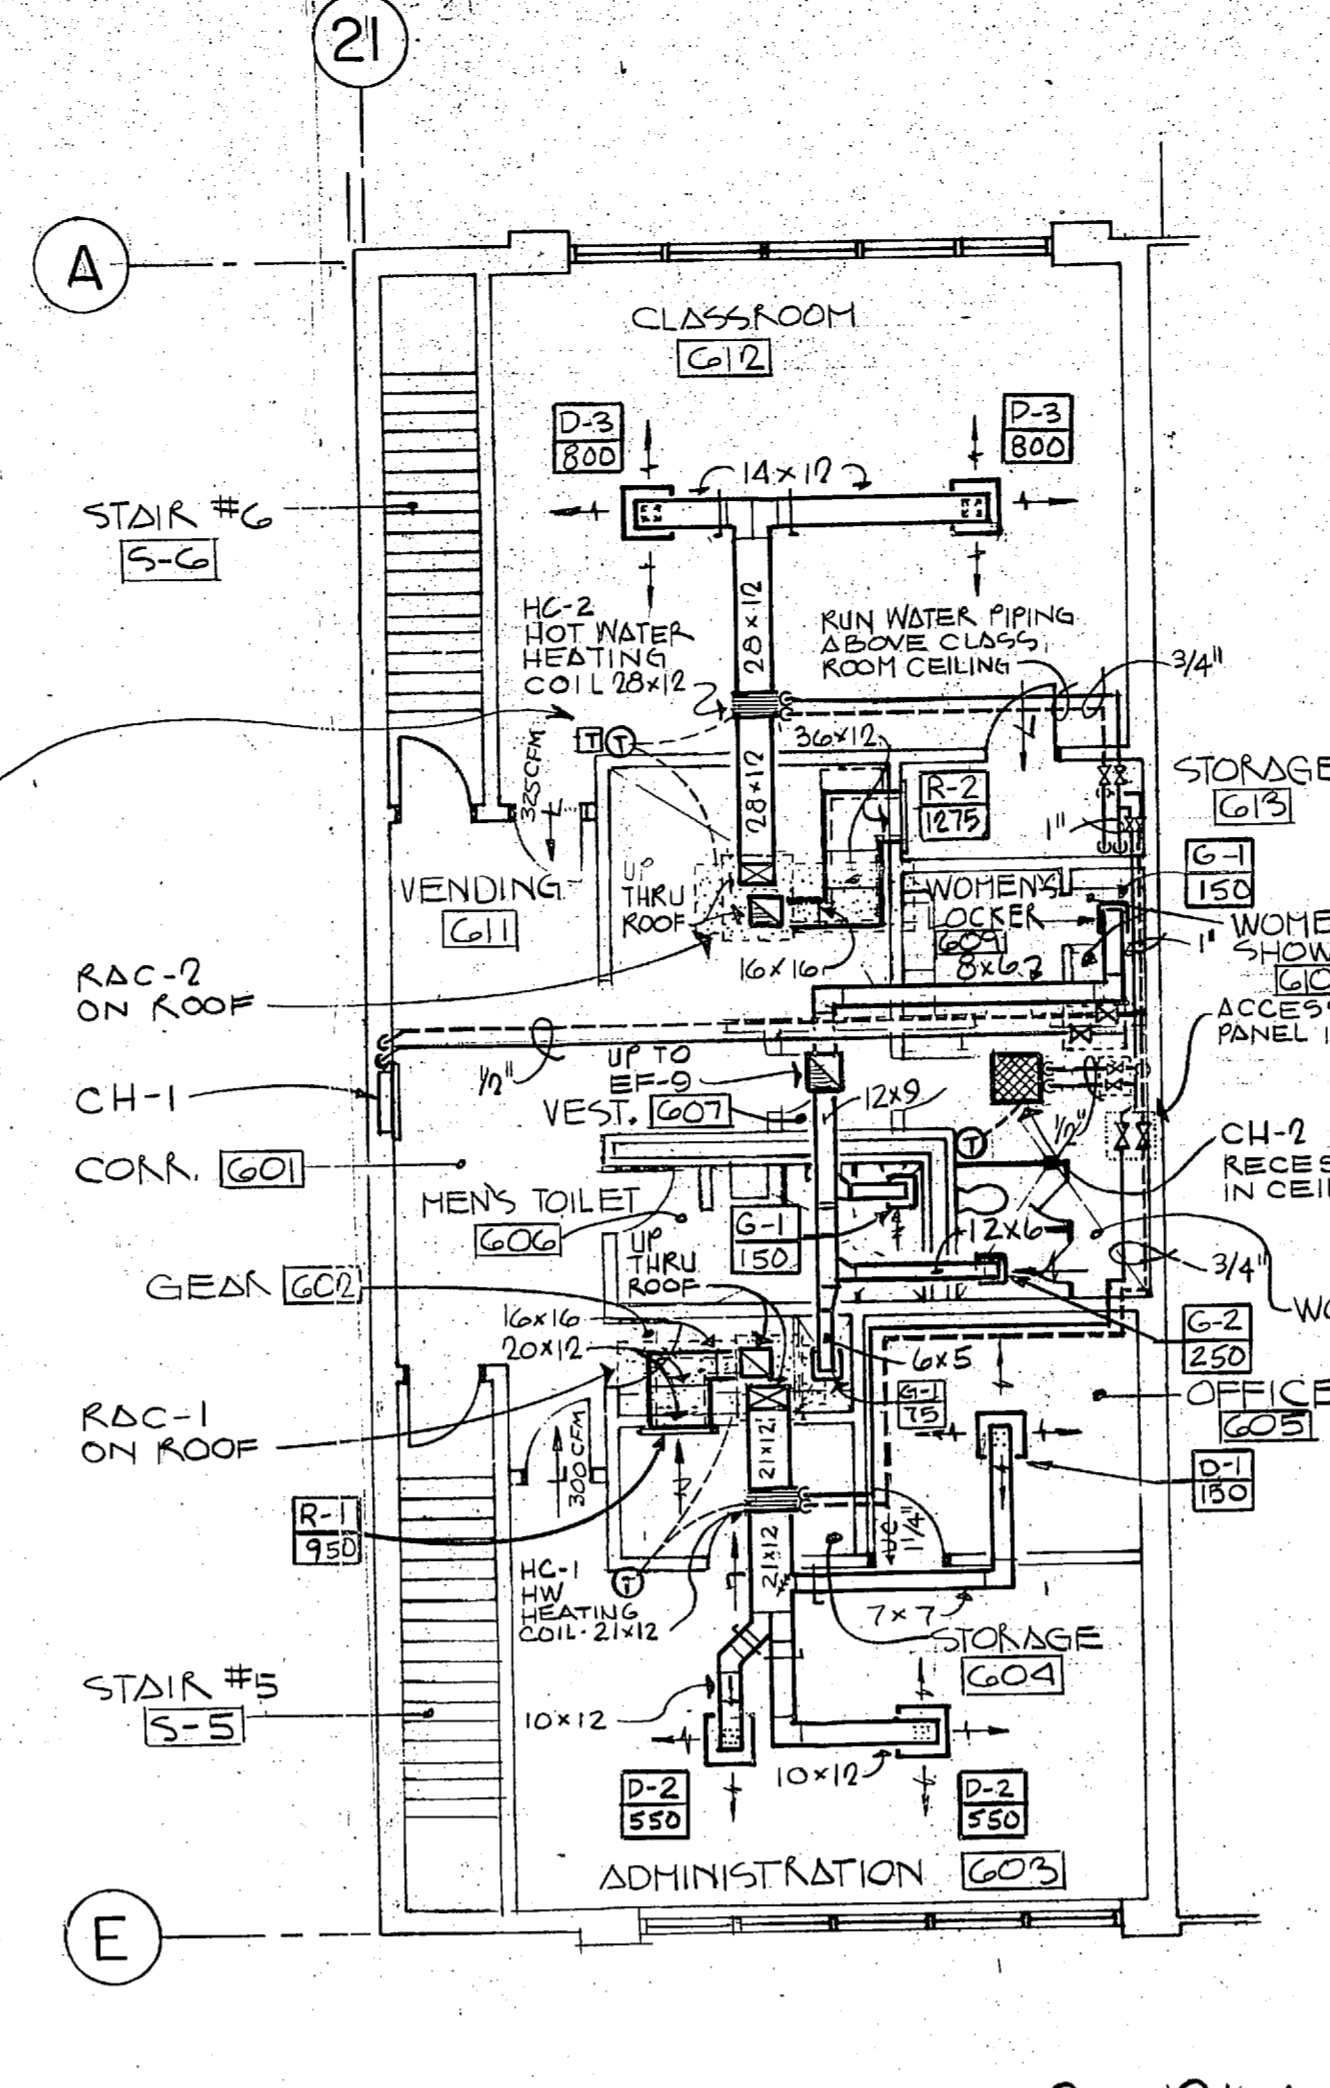 21
A
CLASSROOM
612
D-3
800
D-3
800
14x12
STAIR #6
S-6
28x12
HC-2
HOT WATER
HEATING
COIL 28x12
RUN WATER PIPING
ABOVE CLASS
ROOM CEILING
3/4"
T
T
325 CFM
28x12
36x12
R-2
1275
1"
STORAGE
613
G-1
150
UP
THRU
ROOF
VENDING
611
WOMEN'S
LOCKER
609
8x6
1"
16x16
RAC-2
ON ROOF
PANEL
1/2"
UP TO
EF-9
CH-1
VEST. 607
12x9
1/2"
T
CH-2
CORR. 601
MEN'S TOILET
606
G-1
150
12x6
3/4"
UP
THRU
ROOF
GEAR 602
16x16
20x12
6x5
G-2
250
G-1
75
OFFICE
605
RAC-1
ON ROOF
21x12
D-1
150
300 CFM
R-1
950
UC
1 1/4"
21x12
HC-1
HW
HEATING
COIL-21x12
T
7x7
STORAGE
604
STAIR #5
S-5
10x12
10x12
D-2
550
D-2
550
ADMINISTRATION 603
E